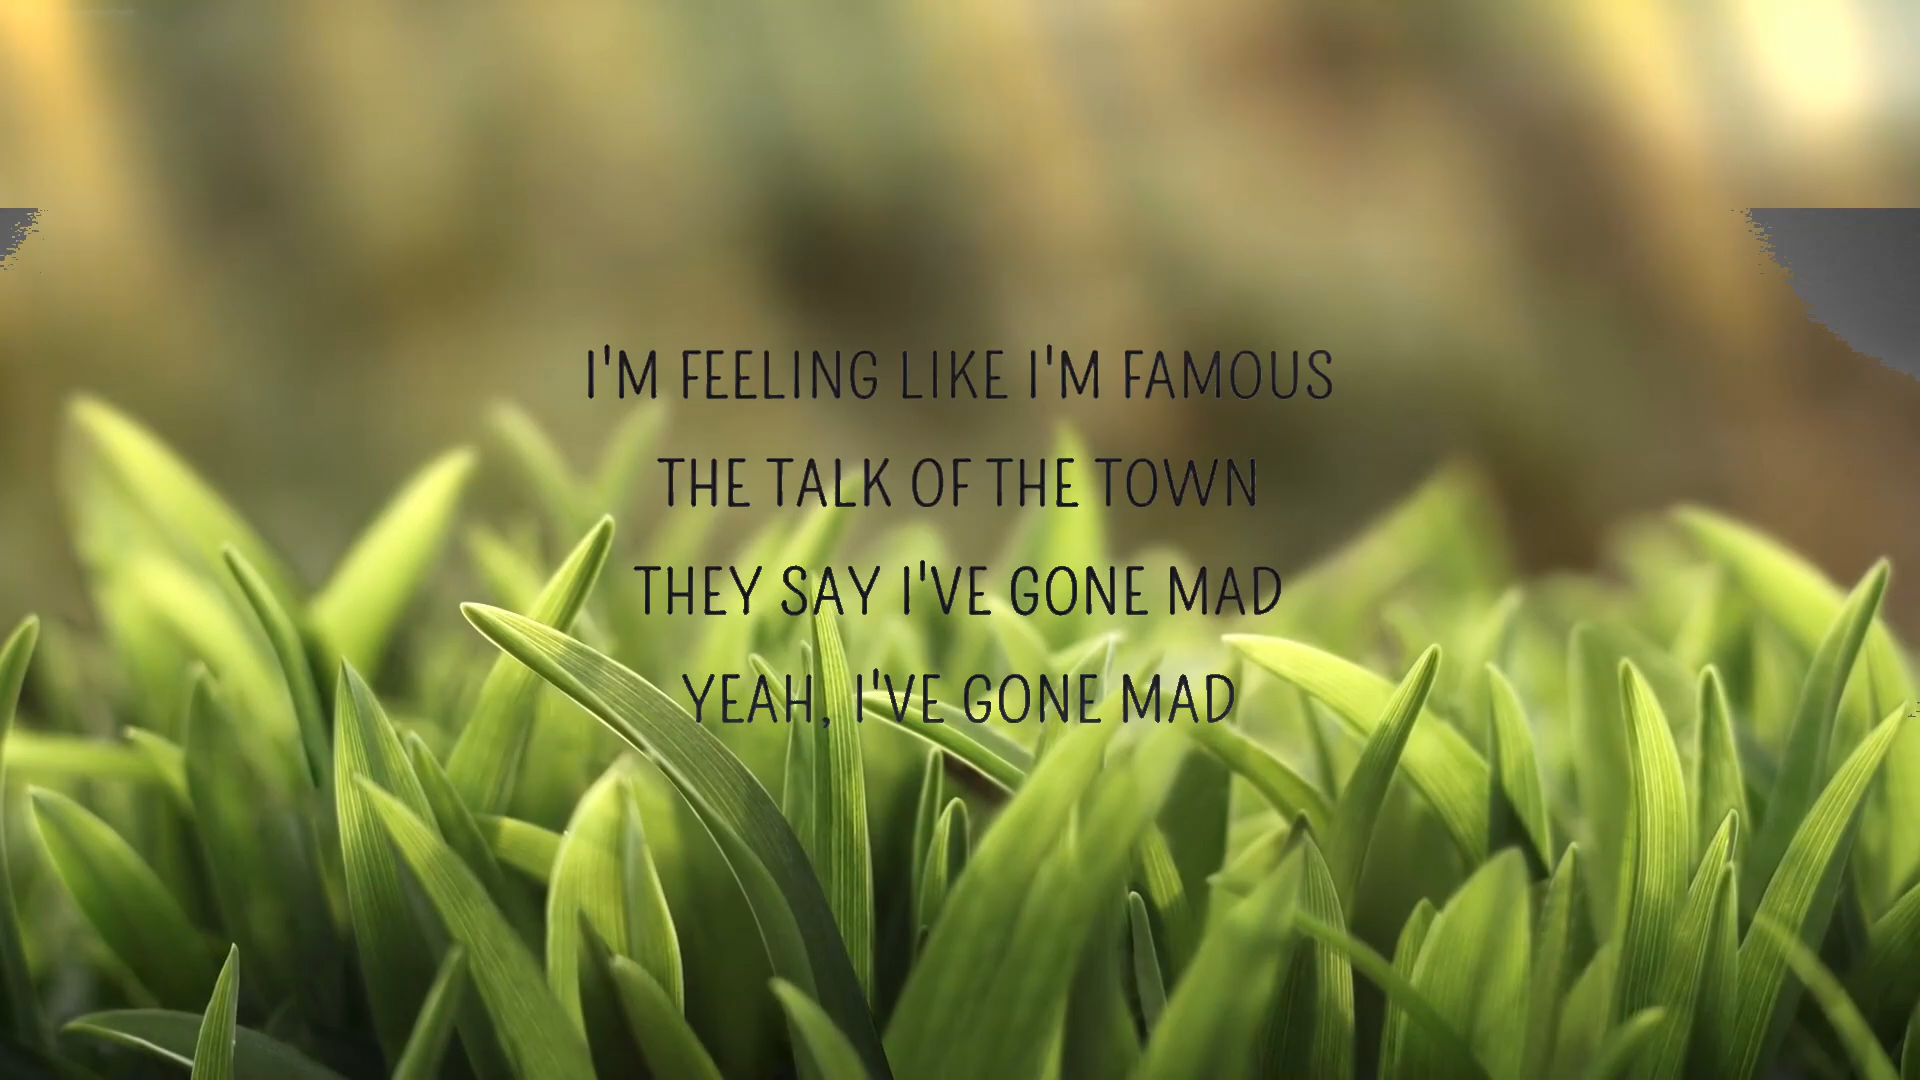 I'M FEELING LIKE I'M FAMOUS
THE TALK OF THE TOWN
THEY SAY I'VE GONE MAD
YEAH, I'VE GONE MAD